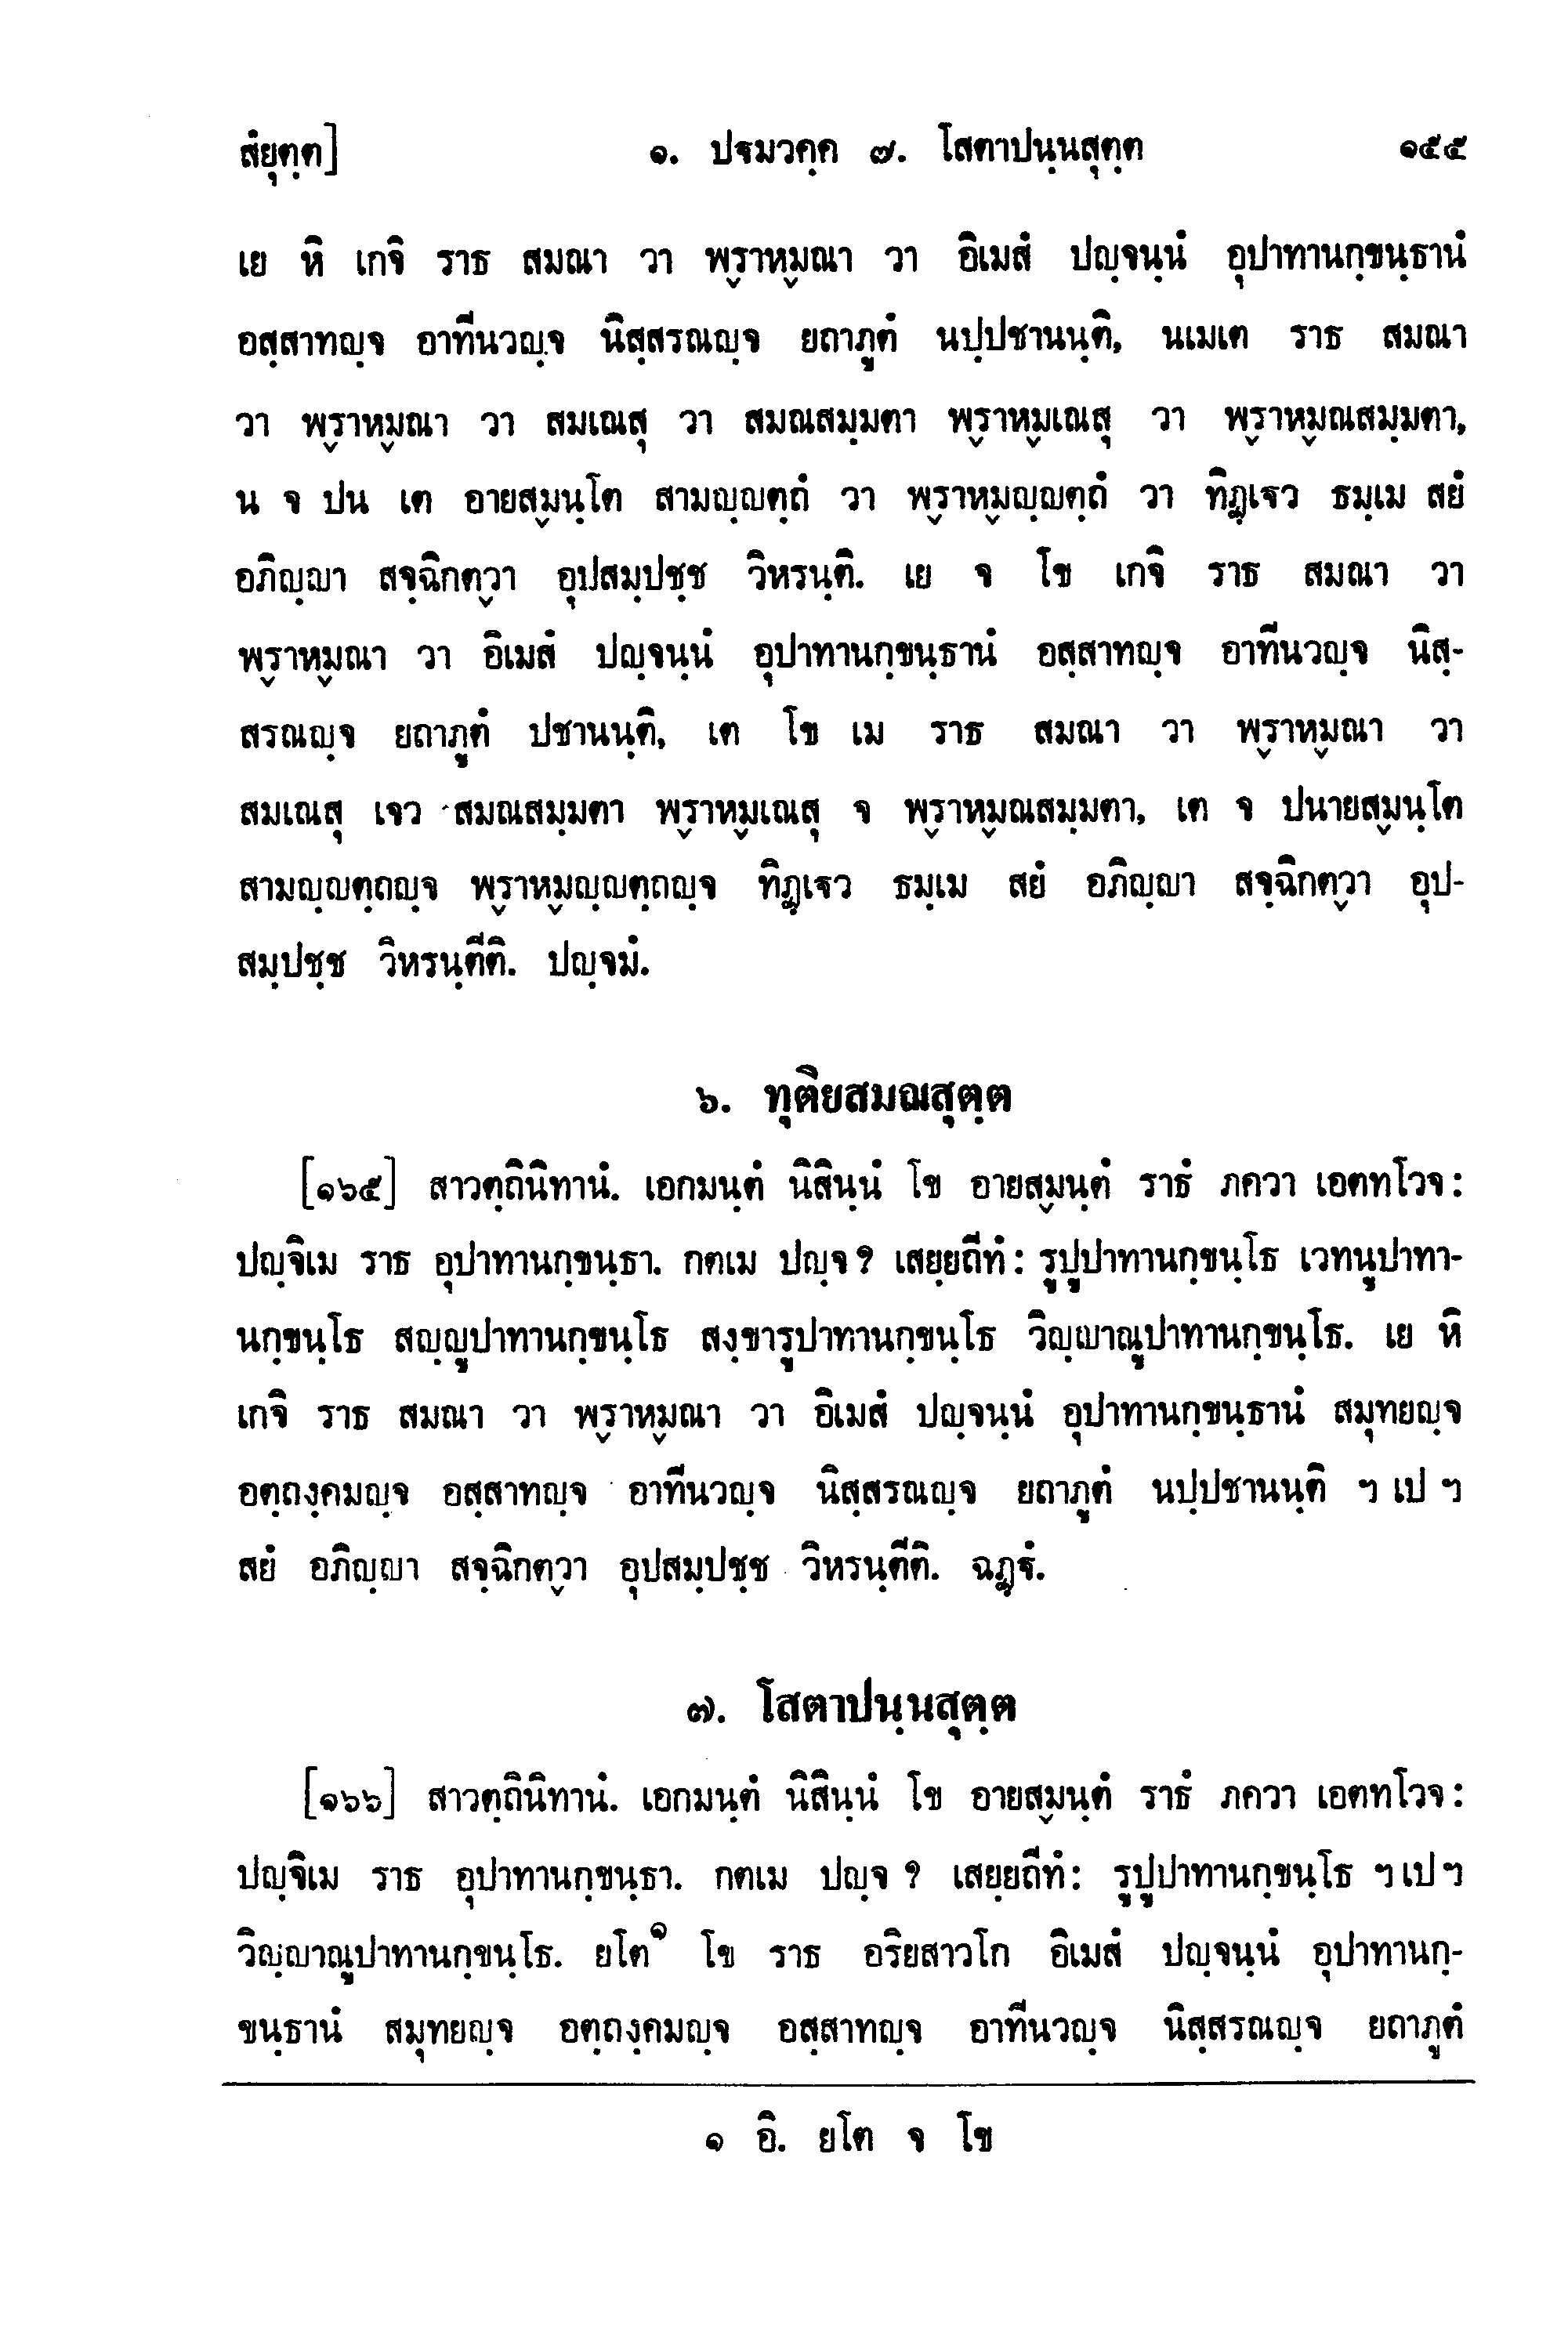 สํยุตฺต] ๑. ปฐมวคฺค ๗. โสตาปนฺนสุตฺต ๑๕๕
เย หิ เกจิ ราธ สมณา วา พฺราหฺมณา วา อิเมสํ ปญฺจนฺนํ อุปาทานกฺขนฺธานํ
อสฺสาทญฺจ อาทีนวญฺจ นิสฺสรณญฺจ ยถาภูตํ นปฺปชานนฺติ, นเมเต ราธ สมณา
วา พฺราหฺมณา วา สมเณสุ วา สมณสมฺมตา พฺราหฺมเณสุ วา พฺราหฺมณสมฺมตา,
น จ ปน เต อายสฺมนฺโต สามญฺญตฺถํ วา พฺราหฺมญฺญตฺถํ วา ทิฏฺเฐว ธมฺเม สยํ
อภิญฺญา สจฺฉิกตฺวา อุปสมฺปชฺช วิหรนฺติ. เย จ โข เกจิ ราธ สมณา วา
พฺราหฺมณา วา อิเมสํ ปญฺจนฺนํ อุปาทานกฺขนฺธานํ อสฺสาทญฺจ อาทีนวญฺจ นิสฺ-
สรณญฺจ ยถาภูตํ ปชานนฺติ, เต โข เม ราธ สมณา วา พฺราหฺมณา วา
สมเณสุ เจว สมณสมฺมตา พฺราหฺมเณสุ จ พฺราหฺมณสมฺมตา, เต จ ปนายสฺมนฺโต
สามญฺญตฺถญฺจ พฺราหฺมญฺญตฺถญฺจ ทิฏฺเฐว ธมฺเม สยํ อภิญฺญา สจฺฉิกตฺวา อุป-
สมฺปชฺช วิหรนฺตีติ. ปญฺจมํ.
๖. ทุติยสมณสุตฺต
[๑๖๕] สาวตฺถินิทานํ. เอกมนฺตํ นิสินฺนํ โข อายสฺมนฺตํ ราธํ ภควา เอตทโวจ:
ปญฺจิเม ราธ อุปาทานกฺขนฺธา. กตเม ปญฺจ? เสยฺยถีทํ: รูปูปาทานกฺขนฺโธ เวทนูปาทา-
นกฺขนฺโธ สญฺญูปาทานกฺขนฺโธ สงฺขารูปาทานกฺขนฺโธ วิญฺญาณูปาทานกฺขนฺโธ. เย หิ
เกจิ ราธ สมณา วา พฺราหฺมณา วา อิเมสํ ปญฺจนฺนํ อุปาทานกฺขนฺธานํ สมุทยญฺจ
อตฺถงฺคมญฺจ อสฺสาทญฺจ อาทีนวญฺจ นิสฺสรณญฺจ ยถาภูตํ นปฺปชานนฺติ ฯ เป ฯ
สยํ อภิญฺญา สจฺฉิกตฺวา อุปสมฺปชฺช วิหรนฺตีติ. ฉฏฺฐํ.
๗. โสตาปนฺนสุตฺต
[๑๖๖] สาวตฺถินิทานํ. เอกมนฺตํ นิสินฺนํ โข อายสฺมนฺตํ ราธํ ภควา เอตทโวจ:
ปญฺจิเม ราธ อุปาทานกฺขนฺธา. กตเม ปญฺจ? เสยฺยถีทํ: รูปูปาทานกฺขนฺโธ ฯ เป ฯ
วิญฺญาณูปาทานกฺขนฺโธ. ยโต๑ โข ราธ อริยสาวโก อิเมสํ ปญฺจนฺนํ อุปาทานกฺ-
ขนฺธานํ สมุทยญฺจ อตฺถงฺคมญฺจ อสฺสาทญฺจ อาทีนวญฺจ นิสฺสรณญฺจ ยถาภูตํ
๑ อิ. ยโต จ โข